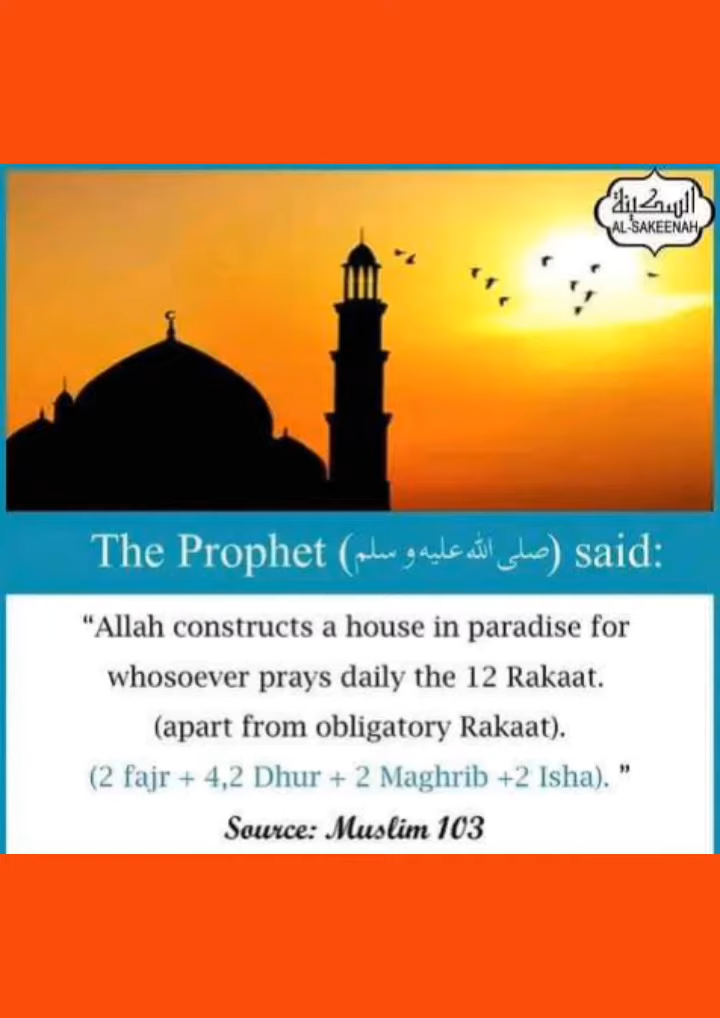 السكينة
AL-SAKEENAH
The Prophet (صلى الله عليه و سلم) said:
“Allah constructs a house in paradise for
whosoever prays daily the 12 Rakaat.
(apart from obligatory Rakaat).
(2 fajr + 4,2 Dhur + 2 Maghrib +2 Isha). ”
Source: Muslim 103